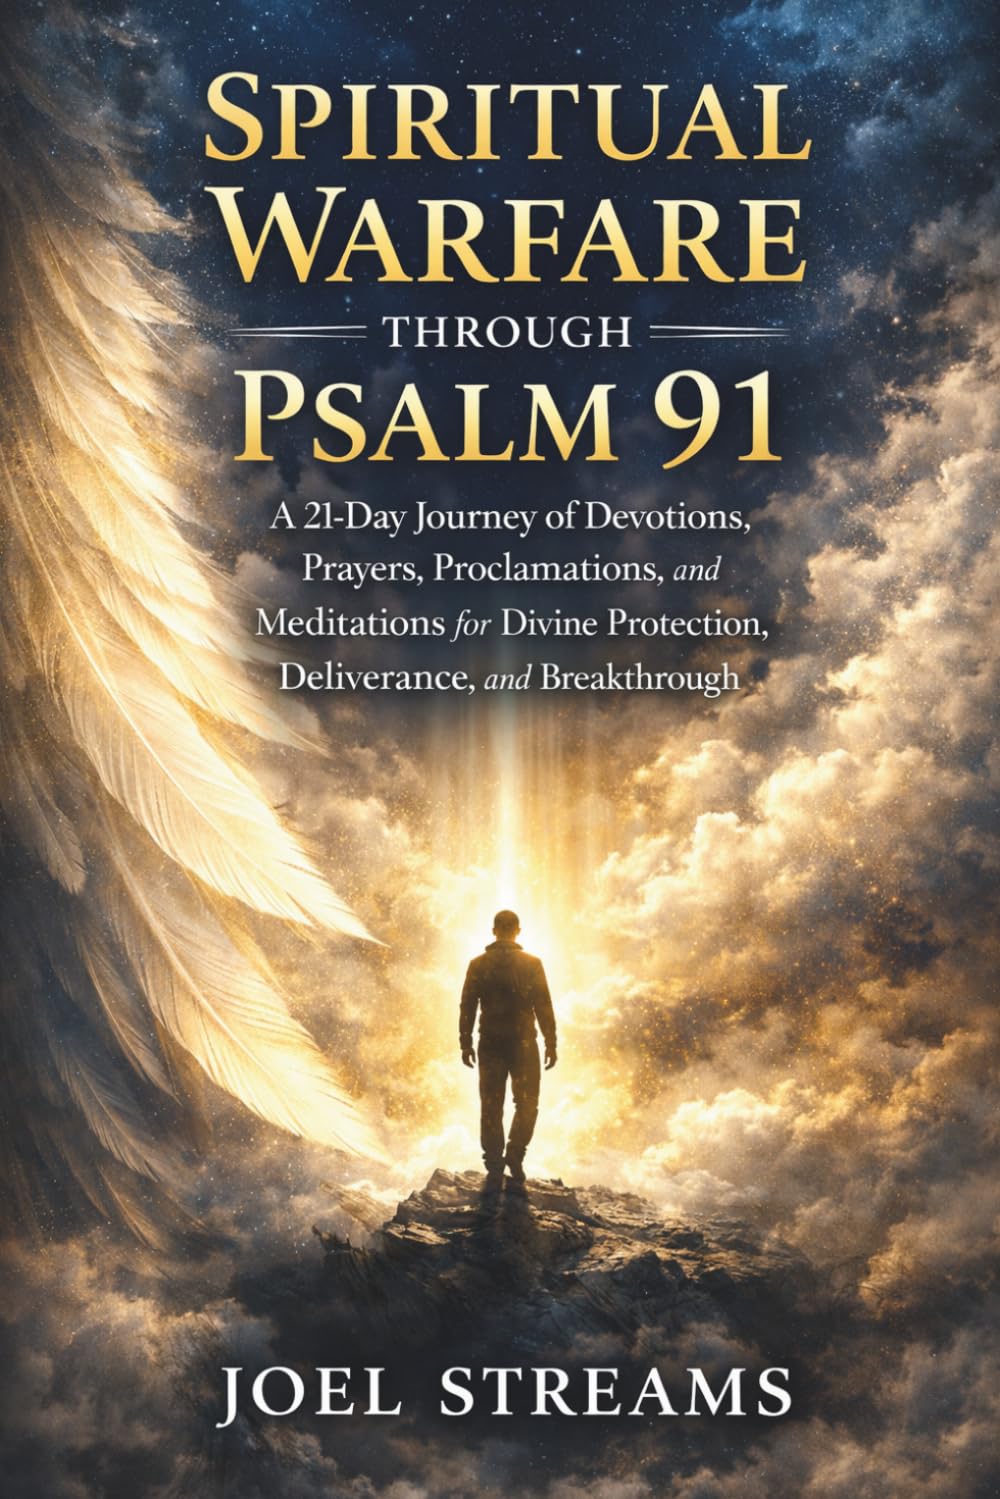 SPIRITUAL
WARFARE
THROUGH
PSALM 91
A 21-Day Journey of Devotions,
Prayers, Proclamations, and
Meditations for Divine Protection,
Deliverance, and Breakthrough
JOEL STREAMS